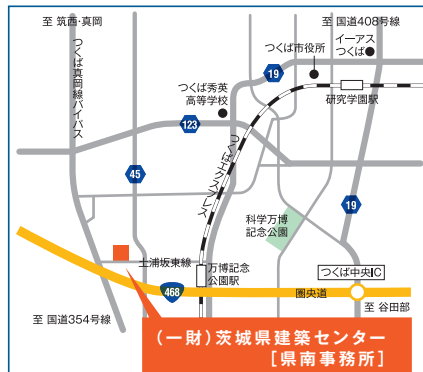 至 筑西・真岡
至 国道408号線
イーアス
つくば
つくば市役所
つくば真岡線バイパス
19
研究学園駅
つくば秀英
高等学校
123
つくばエクスプレス
45
19
科学万博
記念公園
土浦坂東線
万博記念
公園駅
つくば中央IC
468
圏央道
至 谷田部
至 国道354号線
(一財)茨城県建築センター
[県南事務所]